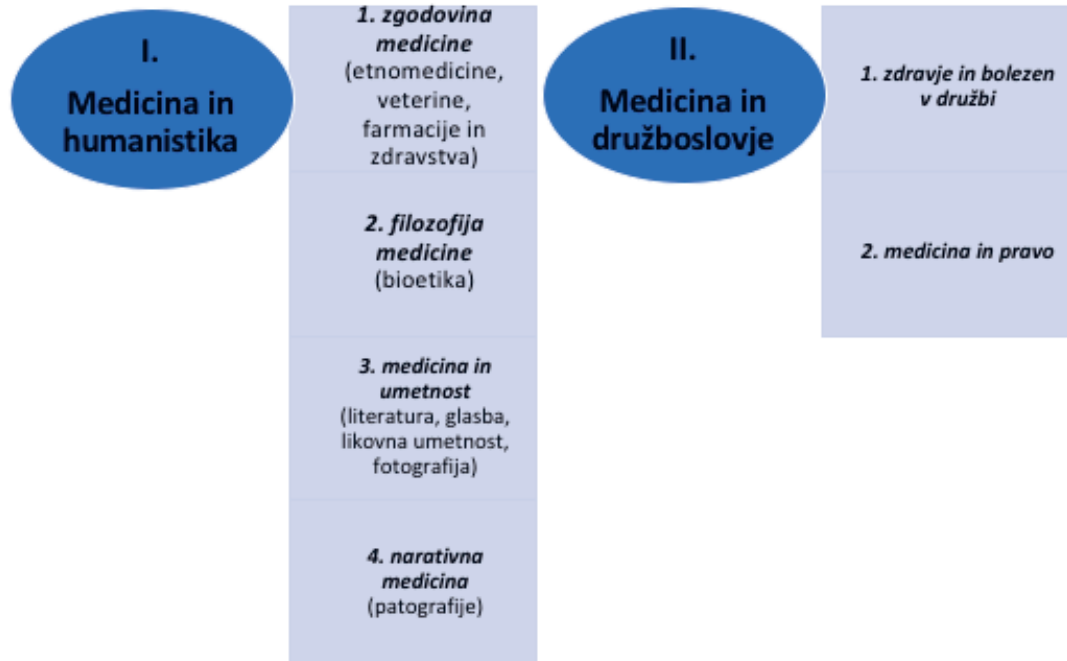 I.
Medicina in
humanistika
1. zgodovina
medicine
(etnomedicine,
veterine,
farmacije in
zdravstva)
2. filozofija
medicine
(bioetika)
3. medicina in
umetnost
(literatura, glasba,
likovna umetnost,
fotografija)
4. narativna
medicina
(patografije)
II.
Medicina in
družboslovje
1. zdravje in bolezen
v družbi
2. medicina in pravo